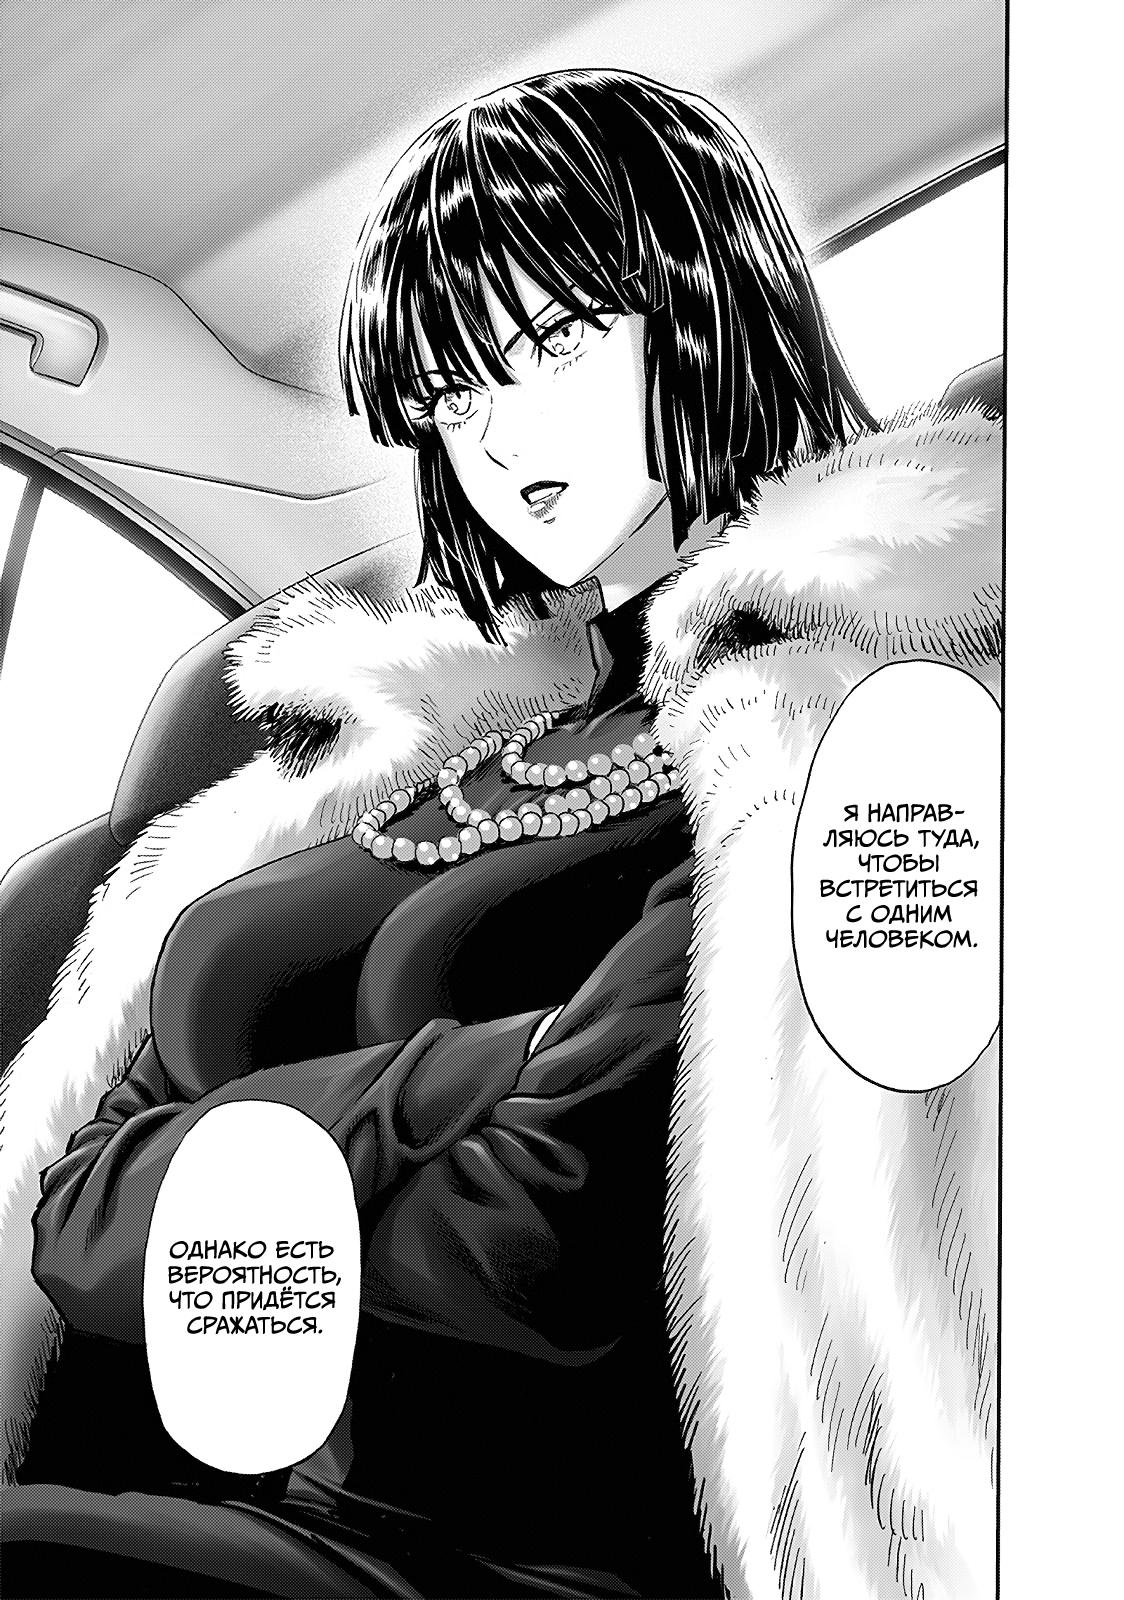 Я НАПРАВ-
ЛЯЮСЬ ТУДА,
ЧТОБЫ
ВСТРЕТИТЬСЯ
С ОДНИМ
ЧЕЛОВЕКОМ.
ОДНАКО ЕСТЬ
ВЕРОЯТНОСТЬ,
ЧТО ПРИДЁТСЯ
СРАЖАТЬСЯ.